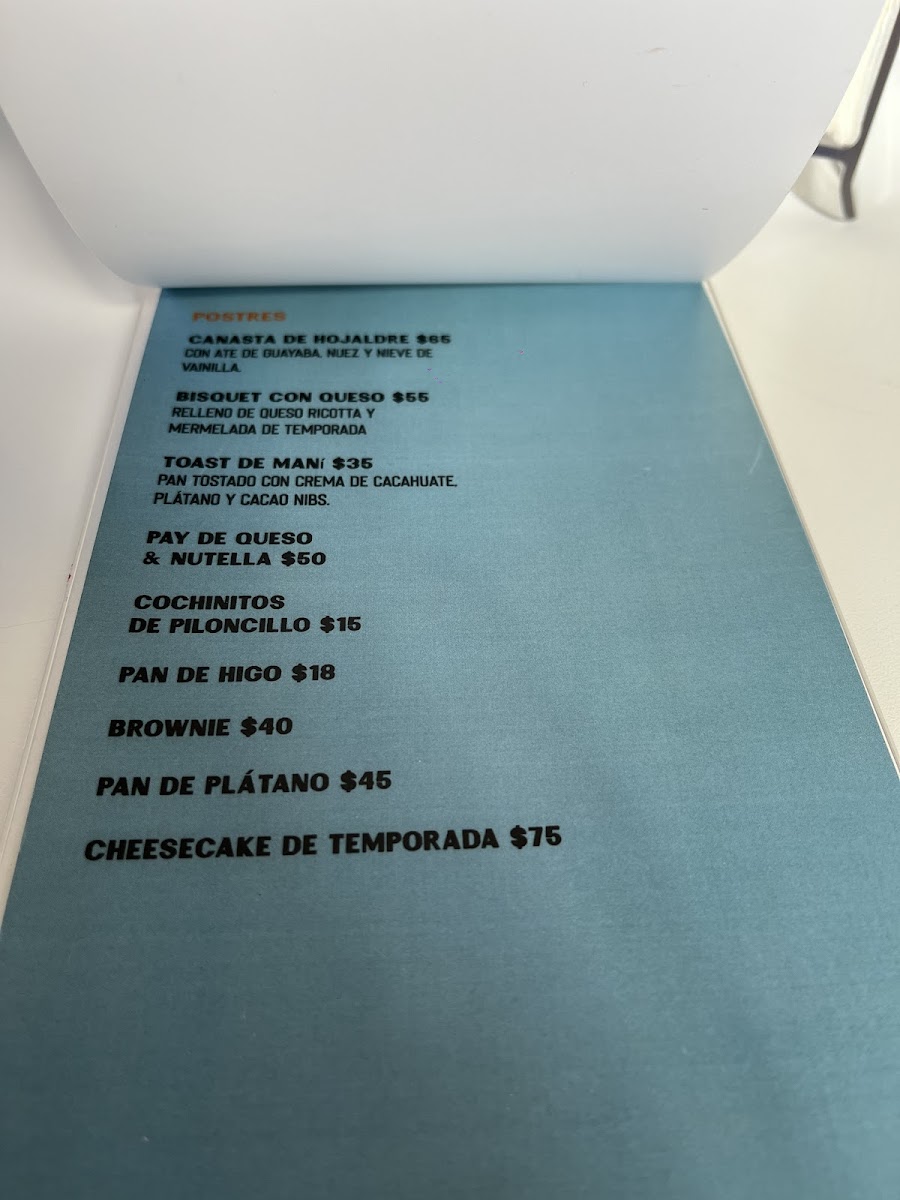 POSTRES
CANASTA DE HOJALDRE $65
CON ATE DE GUAYABA, NUEZ Y NIEVE DE
VAINILLA.
BISQUET CON QUESO $55
RELLENO DE QUESO RICOTTA Y
MERMELADA DE TEMPORADA
TOAST DE MANí $35
PAN TOSTADO CON CREMA DE CACAHUATE,
PLÁTANO Y CACAO NIBS.
PAY DE QUESO
& NUTELLA $50
COCHINITOS
DE PILONCILLO $15
PAN DE HIGO $18
BROWNIE $40
PAN DE PLÁTANO $45
CHEESECAKE DE TEMPORADA $75